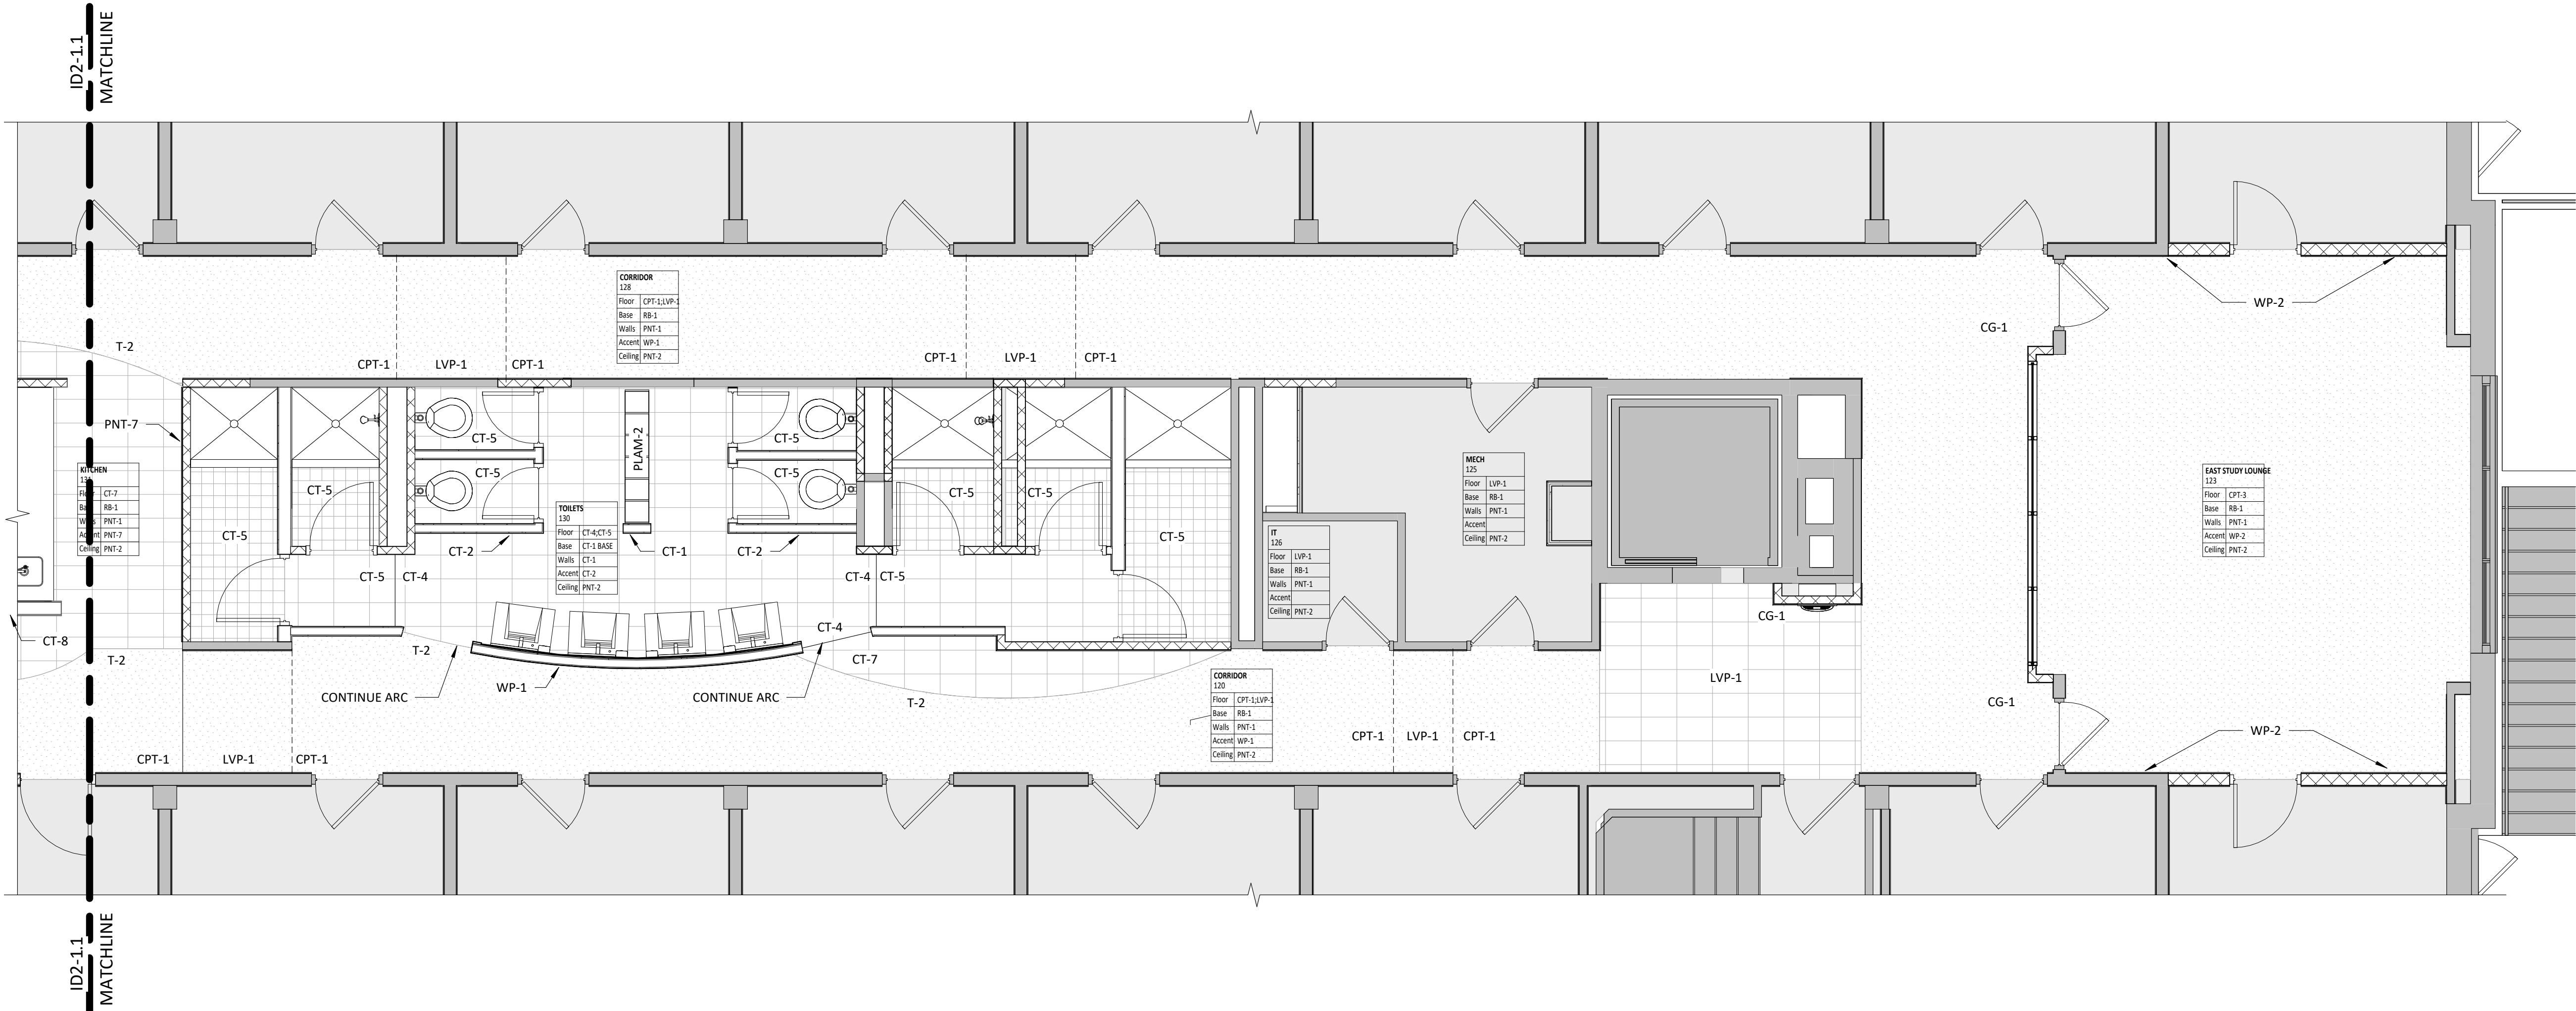 ID2-1.1
MATCHLINE
CORRIDOR
128
Floor CPT-1;LVP-1
Base RB-1
Walls PNT-1
Accent WP-1
Ceiling PNT-2
WP-2
CG-1
T-2
CPT-1 LVP-1 CPT-1
CPT-1 LVP-1 CPT-1
PNT-7
CT-5
CT-5
PLAM-2
CT-5
CT-5
KITCHEN
Floor CT-7
Base RB-1
Walls PNT-1
Accent PNT-7
Ceiling PNT-2
CT-5
CT-5
CT-5
CT-5
CT-5
TOILETS
130
Floor CT-4;CT-5
Base CT-1 BASE
Walls CT-1
Accent CT-2
Ceiling PNT-2
CT-2
CT-1
CT-2
CT-5 CT-4
CT-4 CT-5
MECH
125
Floor LVP-1
Base RB-1
Walls PNT-1
Accent
Ceiling PNT-2
IT
126
Floor LVP-1
Base RB-1
Walls PNT-1
Accent
Ceiling PNT-2
EAST STUDY LOUNGE
123
Floor CPT-3
Base RB-1
Walls PNT-1
Accent WP-2
Ceiling PNT-2
CG-1
CT-8
T-2
T-2
CT-4
CT-7
WP-1
CONTINUE ARC
CONTINUE ARC
T-2
LVP-1
CG-1
CORRIDOR
120
Floor CPT-1;LVP-1
Base RB-1
Walls PNT-1
Accent WP-1
Ceiling PNT-2
CPT-1 LVP-1 CPT-1
WP-2
CPT-1 LVP-1 CPT-1
ID2-1.1
MATCHLINE